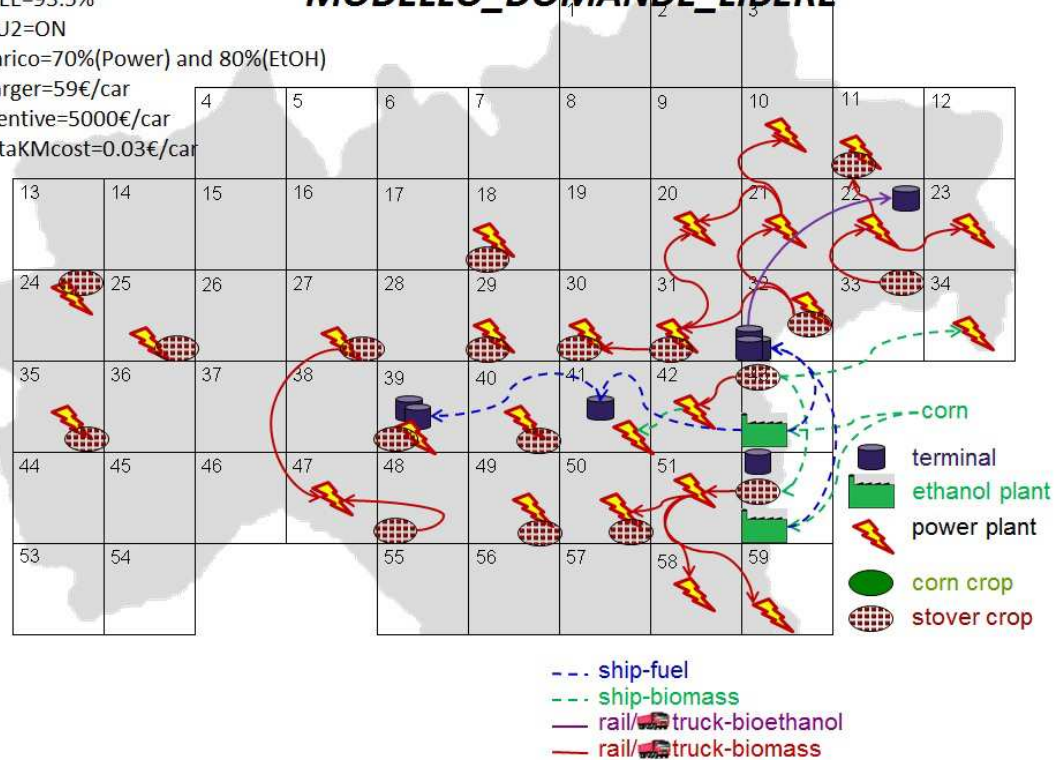 MODELLO_DOMANDE_LIBERE
=93.5%
U2=ON
arico=70%(Power) and 80%(EtOH)
arger=59€/car
entive=5000€/car
taKMcost=0.03€/car
1 2 3
4 5 6 7 8 9 10 11 12
13 14 15 16 17 18 19 20 21 22 23
24 25 26 27 28 29 30 31 32 33 34
35 36 37 38 39 40 41 42
44 45 46 47 48 49 50 51
53 54 55 56 57 58 59
corn
terminal
ethanol plant
power plant
corn crop
stover crop
ship-fuel
ship-biomass
rail/truck-bioethanol
rail/truck-biomass